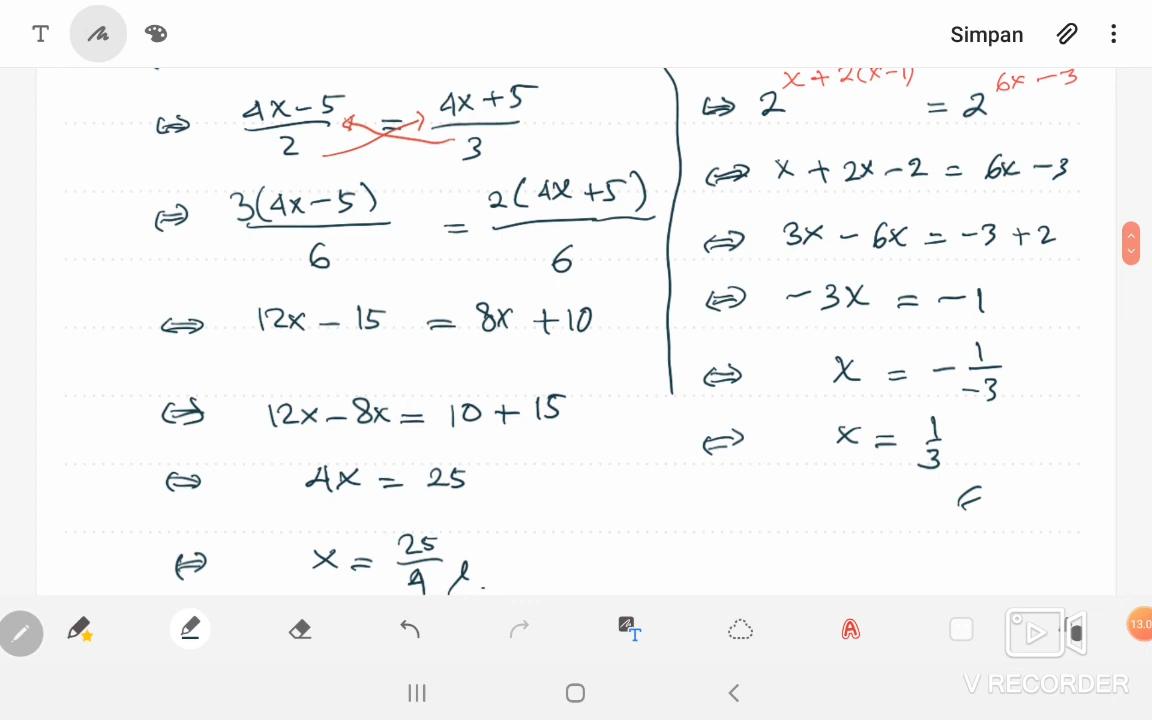 Simpan
⇔ (4x-5)/2 = (4x+5)/3
⇔ 3(4x-5)/6 = 2(4x+5)/6
⇔ 12x - 15 = 8x + 10
⇔ 12x - 8x = 10 + 15
⇔ 4x = 25
⇔ x = 25/4
⇔ 2^(x+2(x-1)) = 2^(6x-3)
⇔ x + 2x - 2 = 6x - 3
⇔ 3x - 6x = -3 + 2
⇔ -3x = -1
⇔ x = -1/-3
⇔ x = 1/3
13.0
V RECORDER